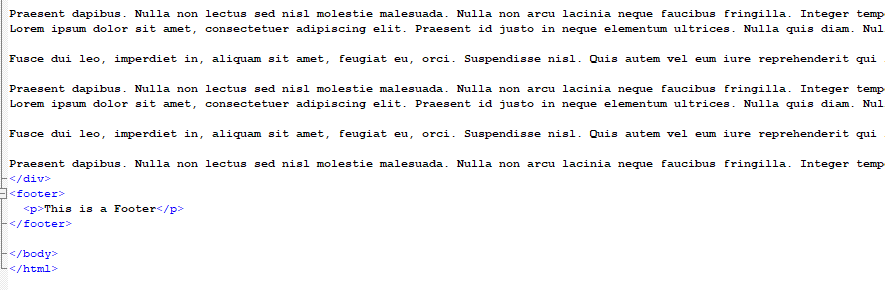 Praesent dapibus. Nulla non lectus sed nisl molestie malesuada. Nulla non arcu lacinia neque faucibus fringilla. Integer temp
Lorem ipsum dolor sit amet, consectetuer adipiscing elit. Praesent id justo in neque elementum ultrices. Nulla quis diam. Nul
Fusce dui leo, imperdiet in, aliquam sit amet, feugiat eu, orci. Suspendisse nisl. Quis autem vel eum iure reprehenderit qui
Praesent dapibus. Nulla non lectus sed nisl molestie malesuada. Nulla non arcu lacinia neque faucibus fringilla. Integer temp
Lorem ipsum dolor sit amet, consectetuer adipiscing elit. Praesent id justo in neque elementum ultrices. Nulla quis diam. Nul
Fusce dui leo, imperdiet in, aliquam sit amet, feugiat eu, orci. Suspendisse nisl. Quis autem vel eum iure reprehenderit qui
Praesent dapibus. Nulla non lectus sed nisl molestie malesuada. Nulla non arcu lacinia neque faucibus fringilla. Integer temp
</div>
<footer>
<p>This is a Footer</p>
</footer>
</body>
</html>